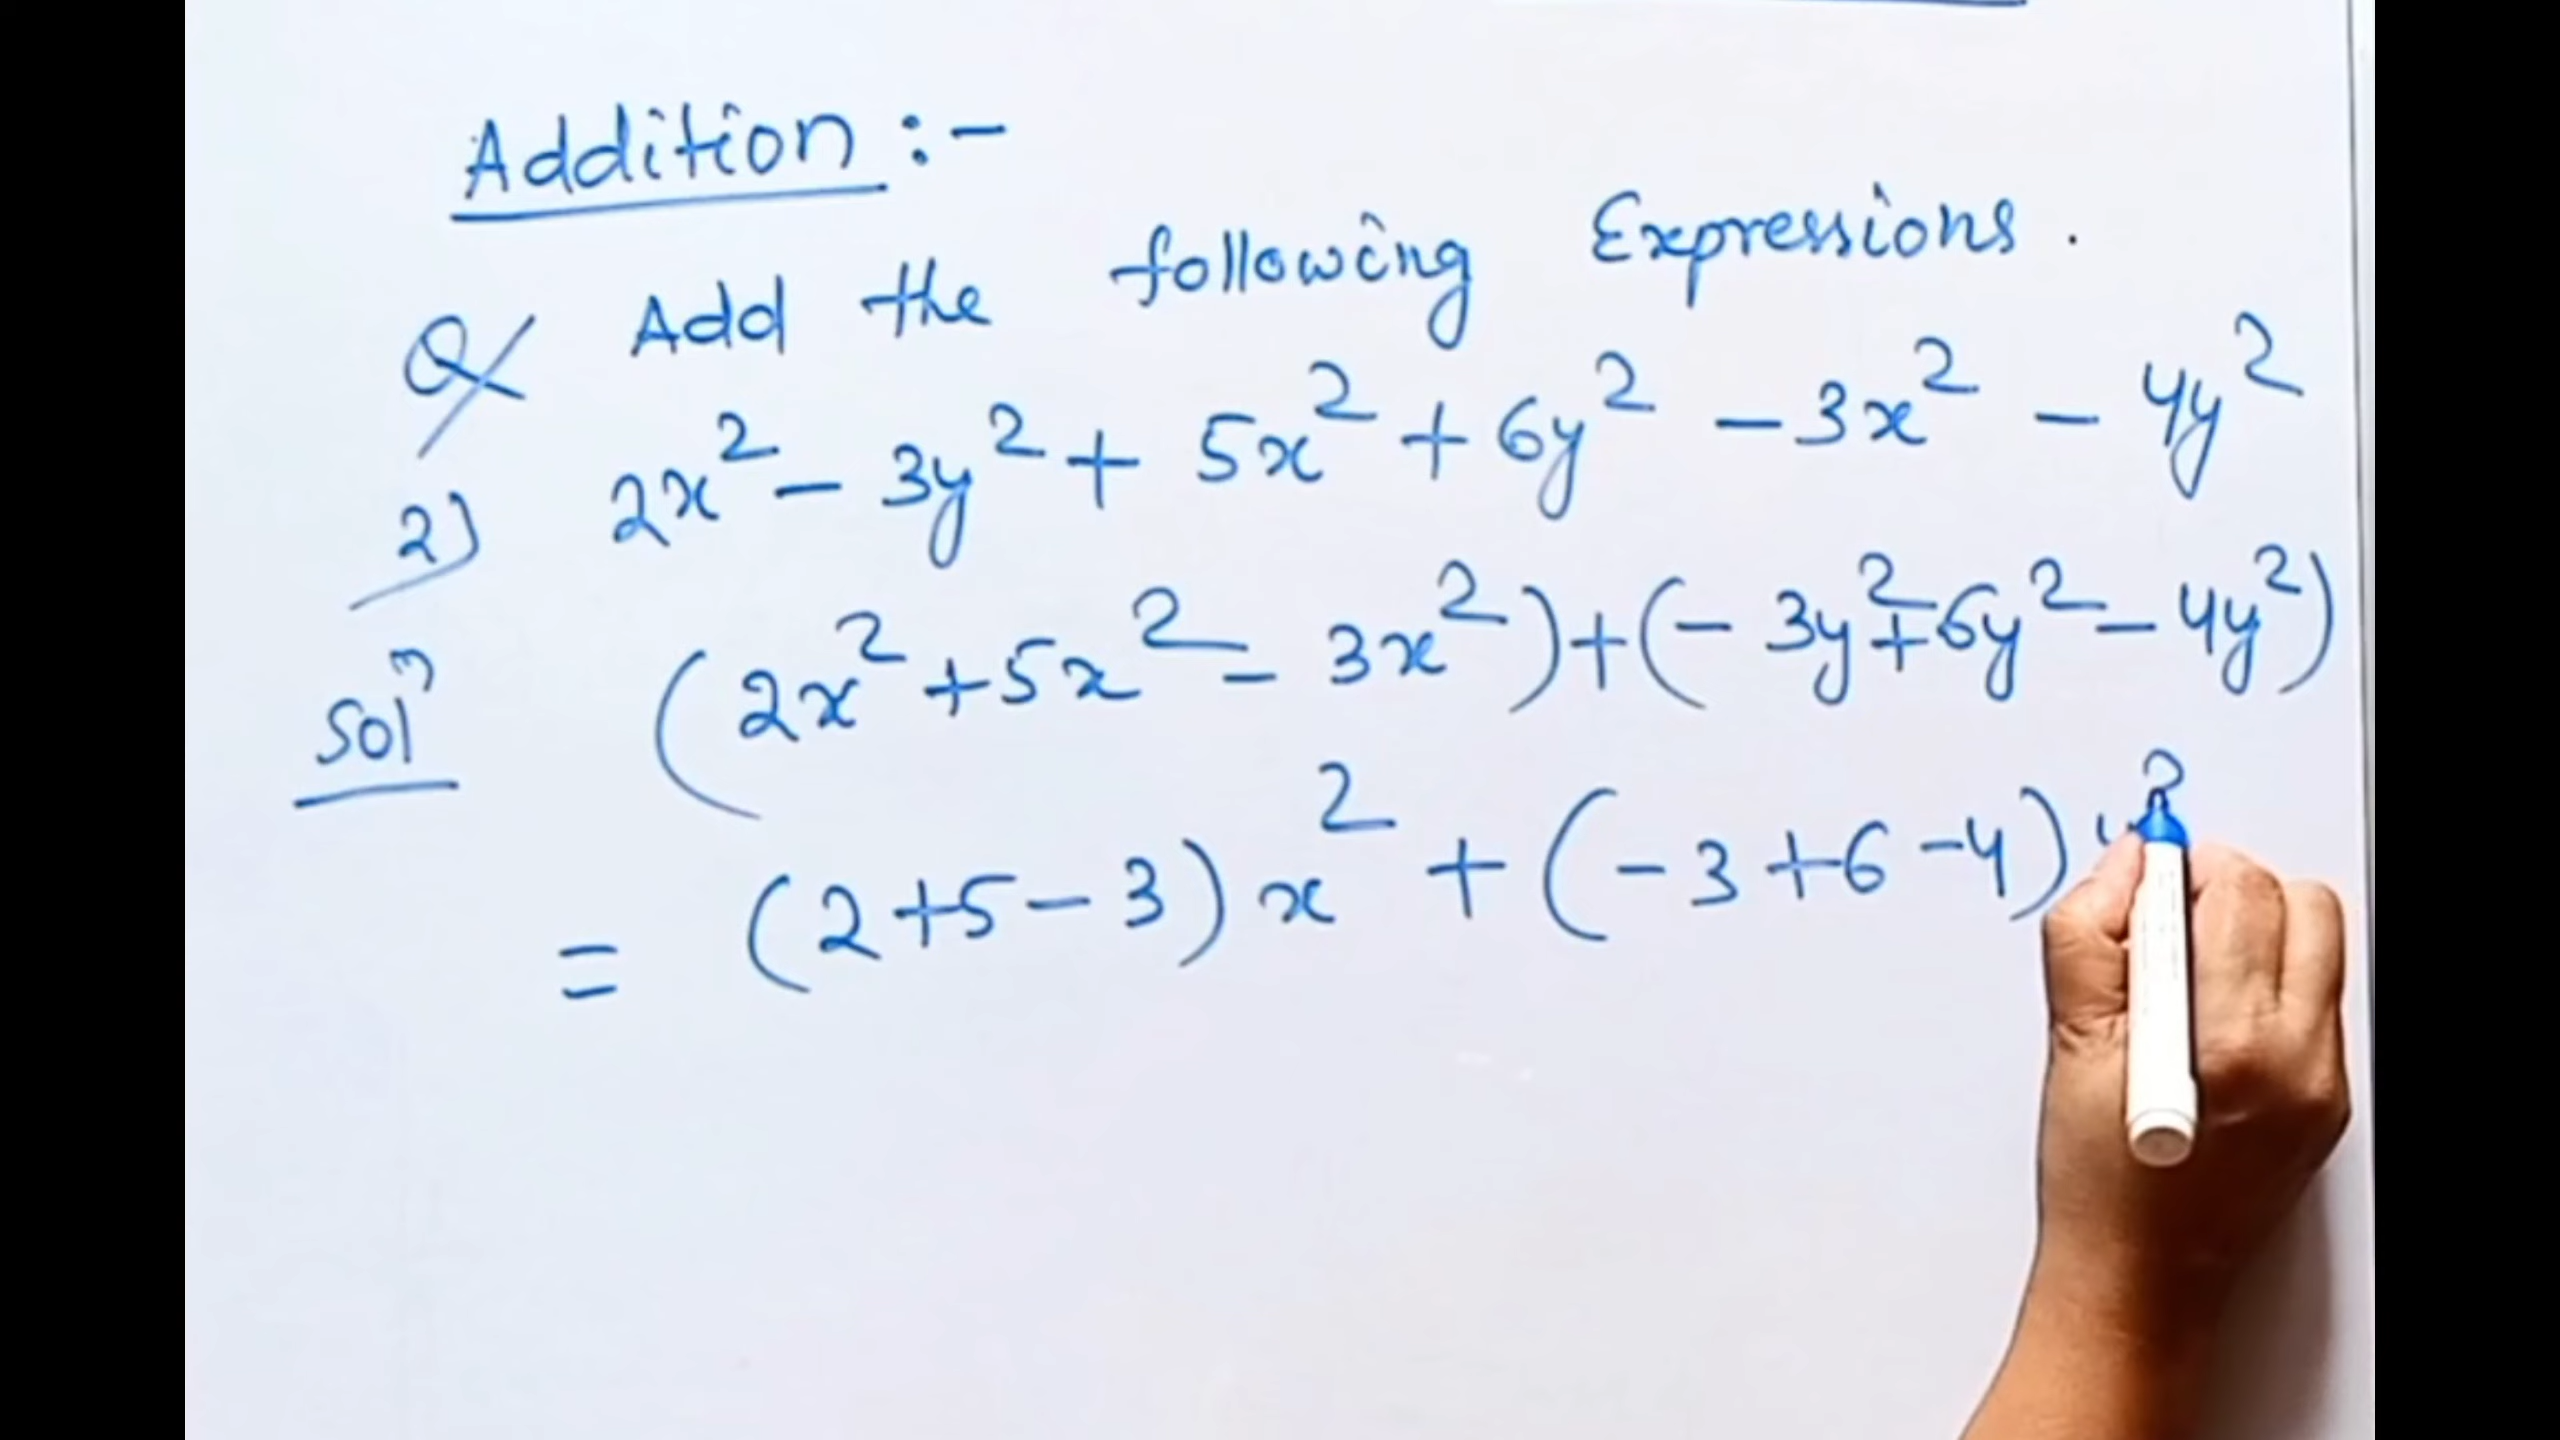 Addition :-
Q/ Add the following Expressions.
2) 2x² - 3y² + 5x² + 6y² - 3x² - 4y²
Solⁿ (2x² + 5x² - 3x²) + (- 3y² + 6y² - 4y²)
= (2+5-3) x² + (-3+6-4)